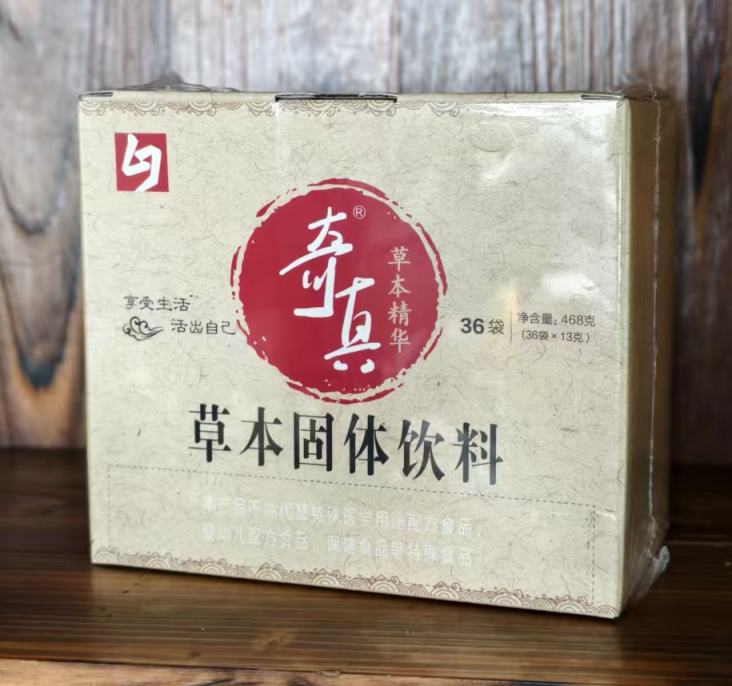 奇真®
草本精华
享受生活
活出自己
36袋
净含量：468克
（36袋×13克）
草本固体饮料
本产品不能代替特殊医学用途配方食品、
婴幼儿配方食品、保健食品等特殊食品